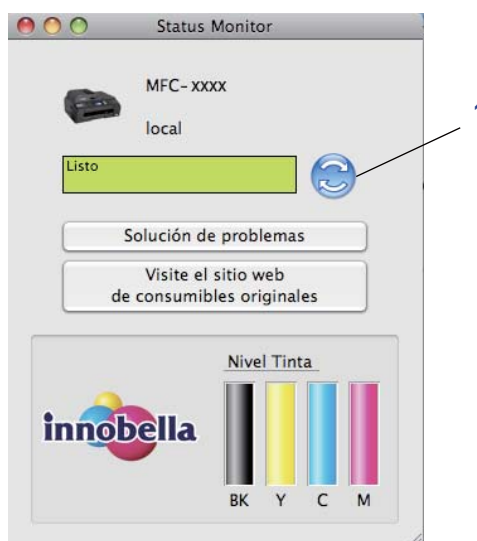 Status Monitor
MFC-xxxx
local
Listo
Solución de problemas
Visite el sitio web
de consumibles originales
Nivel Tinta
innobella
BK Y C M